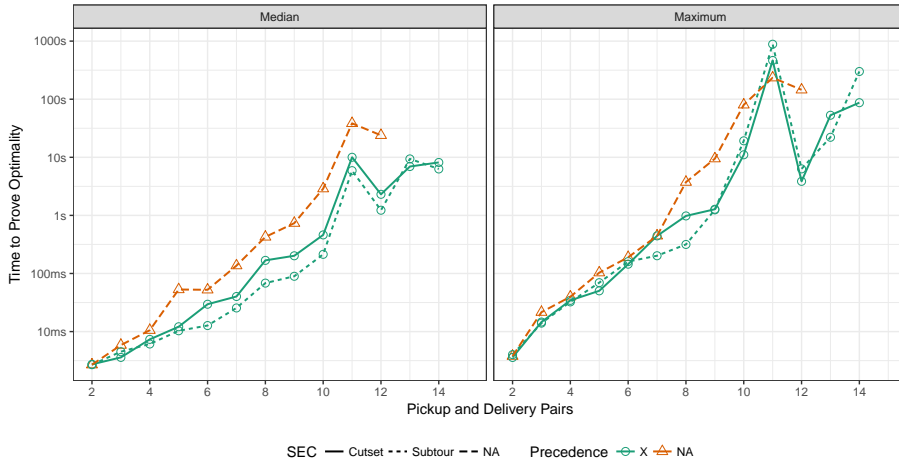 Median
Maximum
1000s
100s
10s
1s
100ms
10ms
Time to Prove Optimality
2 4 6 8 10 12 14
2 4 6 8 10 12 14
Pickup and Delivery Pairs
SEC Cutset Subtour NA Precedence X NA